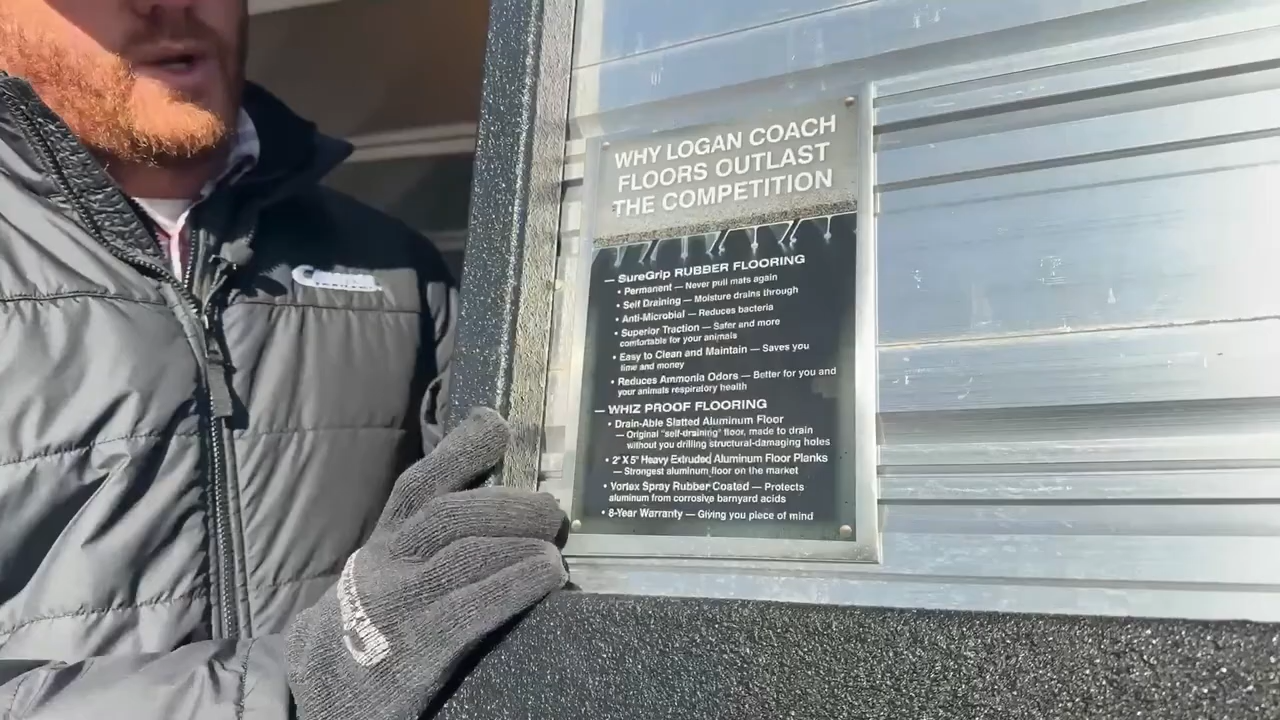 WHY LOGAN COACH
FLOORS OUTLAST
THE COMPETITION
— SureGrip RUBBER FLOORING
• Permanent — Never pull mats again
• Self Draining — Moisture drains through
• Anti-Microbial — Reduces bacteria
• Superior Traction — Safer and more
comfortable for your animals
• Easy to Clean and Maintain — Saves you
time and money
• Reduces Ammonia Odors — Better for you and
your animals respiratory health
— WHIZ PROOF FLOORING
• Drain-Able Slatted Aluminum Floor
— Original "self-draining" floor, made to drain
without you drilling structural-damaging holes
• 2" X 5" Heavy Extruded Aluminum Floor Planks
— Strongest aluminum floor on the market
• Vortex Spray Rubber Coated — Protects
aluminum from corrosive barnyard acids
• 8-Year Warranty — Giving you piece of mind